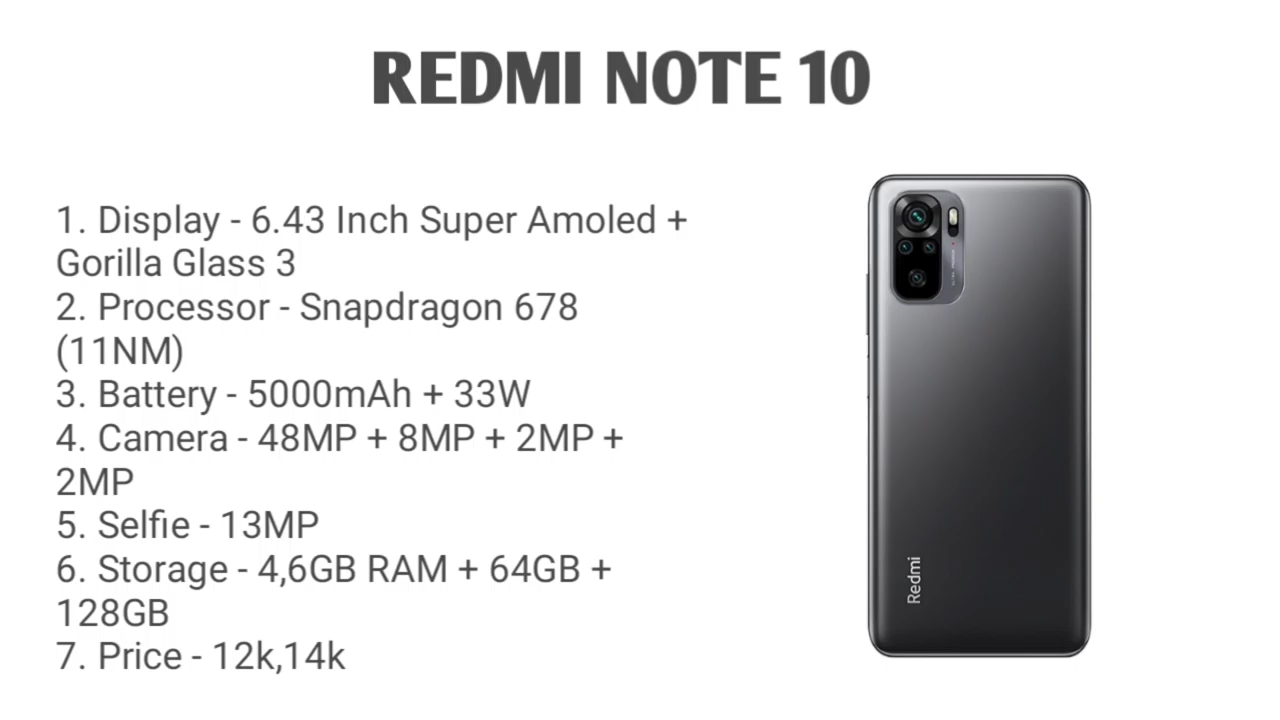 REDMI NOTE 10
1. Display - 6.43 Inch Super Amoled +
Gorilla Glass 3
2. Processor - Snapdragon 678
(11NM)
3. Battery - 5000mAh + 33W
4. Camera - 48MP + 8MP + 2MP +
2MP
5. Selfie - 13MP
6. Storage - 4,6GB RAM + 64GB +
128GB
7. Price - 12k,14k
Redmi